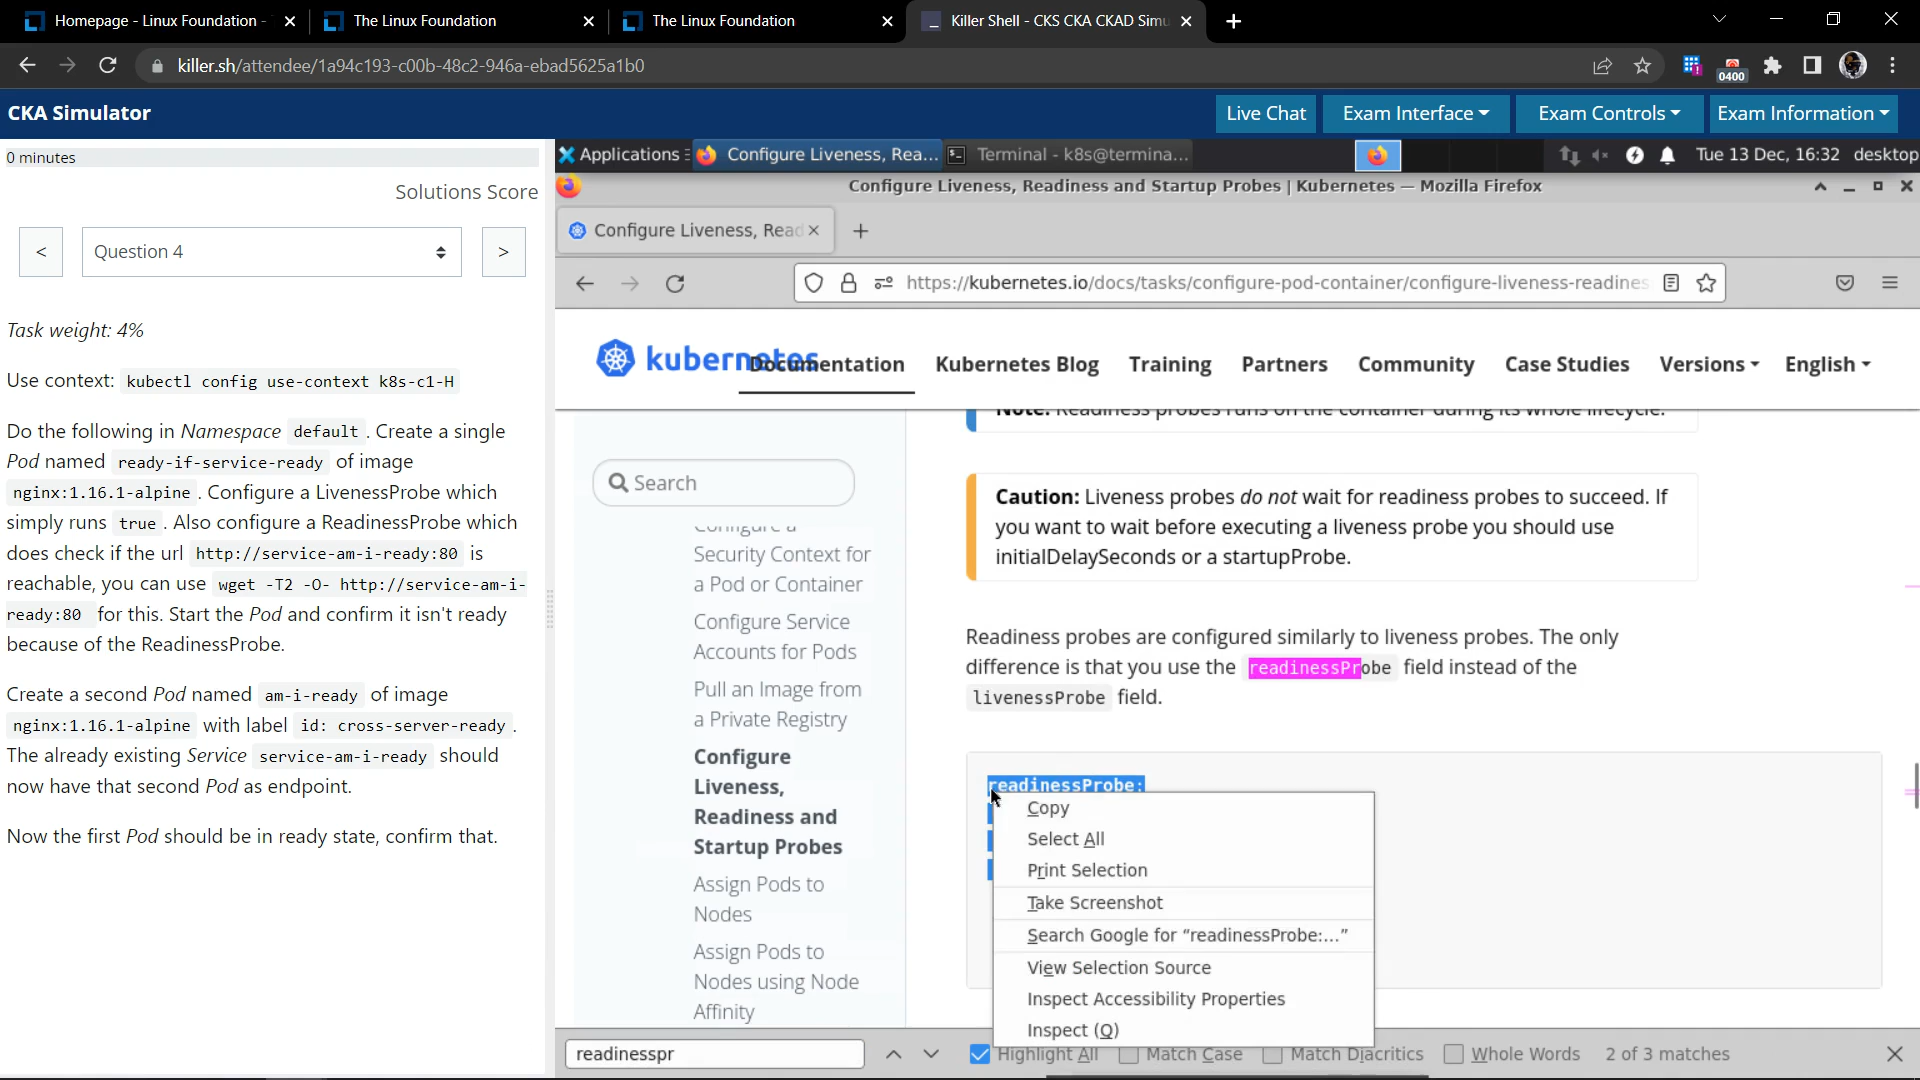 Homepage - Linux Foundation -
The Linux Foundation
The Linux Foundation
Killer Shell - CKS CKA CKAD Simu
killer.sh/attendee/1a94c193-c00b-48c2-946a-ebad5625a1b0
0400
CKA Simulator
Live Chat
Exam Interface
Exam Controls
Exam Information
0 minutes
Solutions Score
<
Question 4
>
Task weight: 4%
Use context: kubectl config use-context k8s-c1-H
Do the following in Namespace default . Create a single
Pod named ready-if-service-ready of image
nginx:1.16.1-alpine . Configure a LivenessProbe which
simply runs true . Also configure a ReadinessProbe which
does check if the url http://service-am-i-ready:80 is
reachable, you can use wget -T2 -O- http://service-am-i-
ready:80 for this. Start the Pod and confirm it isn't ready
because of the ReadinessProbe.
Create a second Pod named am-i-ready of image
nginx:1.16.1-alpine with label id: cross-server-ready .
The already existing Service service-am-i-ready should
now have that second Pod as endpoint.
Now the first Pod should be in ready state, confirm that.
Applications
Configure Liveness, Rea...
Terminal - k8s@termina...
Tue 13 Dec, 16:32 desktop
Configure Liveness, Readiness and Startup Probes | Kubernetes — Mozilla Firefox
Configure Liveness, Read
https://kubernetes.io/docs/tasks/configure-pod-container/configure-liveness-readines
kubernetes
Documentation
Kubernetes Blog
Training
Partners
Community
Case Studies
Versions
English
Search
Configure a
Security Context for
a Pod or Container
Configure Service
Accounts for Pods
Pull an Image from
a Private Registry
Configure
Liveness,
Readiness and
Startup Probes
Assign Pods to
Nodes
Assign Pods to
Nodes using Node
Affinity
Note: Readiness probes runs on the container during its whole lifecycle.
Caution: Liveness probes do not wait for readiness probes to succeed. If
you want to wait before executing a liveness probe you should use
initialDelaySeconds or a startupProbe.
Readiness probes are configured similarly to liveness probes. The only
difference is that you use the readinessProbe field instead of the
livenessProbe field.
readinessProbe:
Copy
Select All
Print Selection
Take Screenshot
Search Google for “readinessProbe:...”
View Selection Source
Inspect Accessibility Properties
Inspect (Q)
readinesspr
Highlight All
Match Case
Match Diacritics
Whole Words
2 of 3 matches